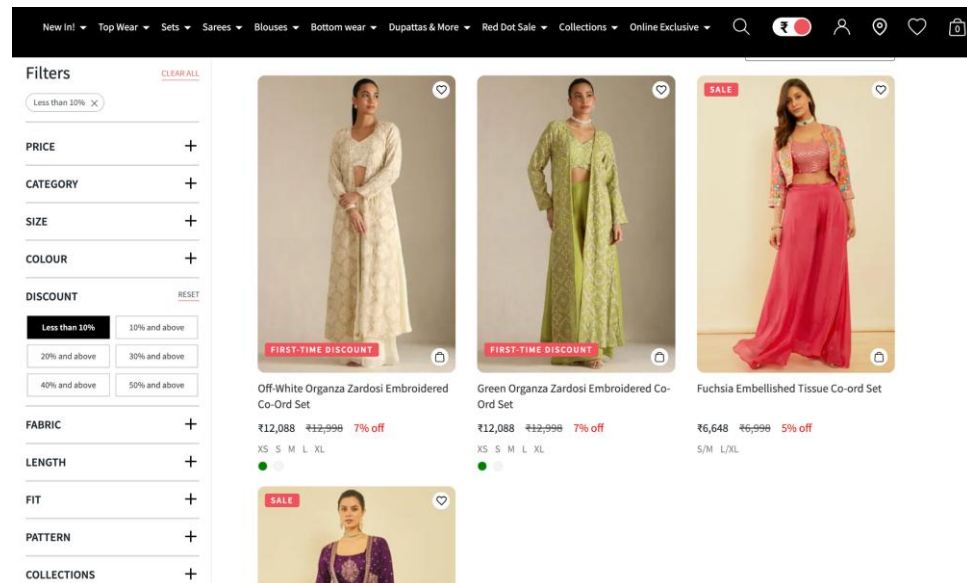 New In! Top Wear Sets Sarees Blouses Bottom wear Dupattas & More Red Dot Sale Collections Online Exclusive ₹ 0
Filters CLEAR ALL
Less than 10%
PRICE
CATEGORY
SIZE
COLOUR
DISCOUNT RESET
Less than 10% 10% and above
20% and above 30% and above
40% and above 50% and above
FABRIC
LENGTH
FIT
PATTERN
COLLECTIONS
FIRST-TIME DISCOUNT
Off-White Organza Zardosi Embroidered
Co-Ord Set
₹12,088 ₹12,998 7% off
XS S M L XL
FIRST-TIME DISCOUNT
Green Organza Zardosi Embroidered Co-
Ord Set
₹12,088 ₹12,998 7% off
XS S M L XL
SALE
Fuchsia Embellished Tissue Co-ord Set
₹6,648 ₹6,998 5% off
S/M L/XL
SALE